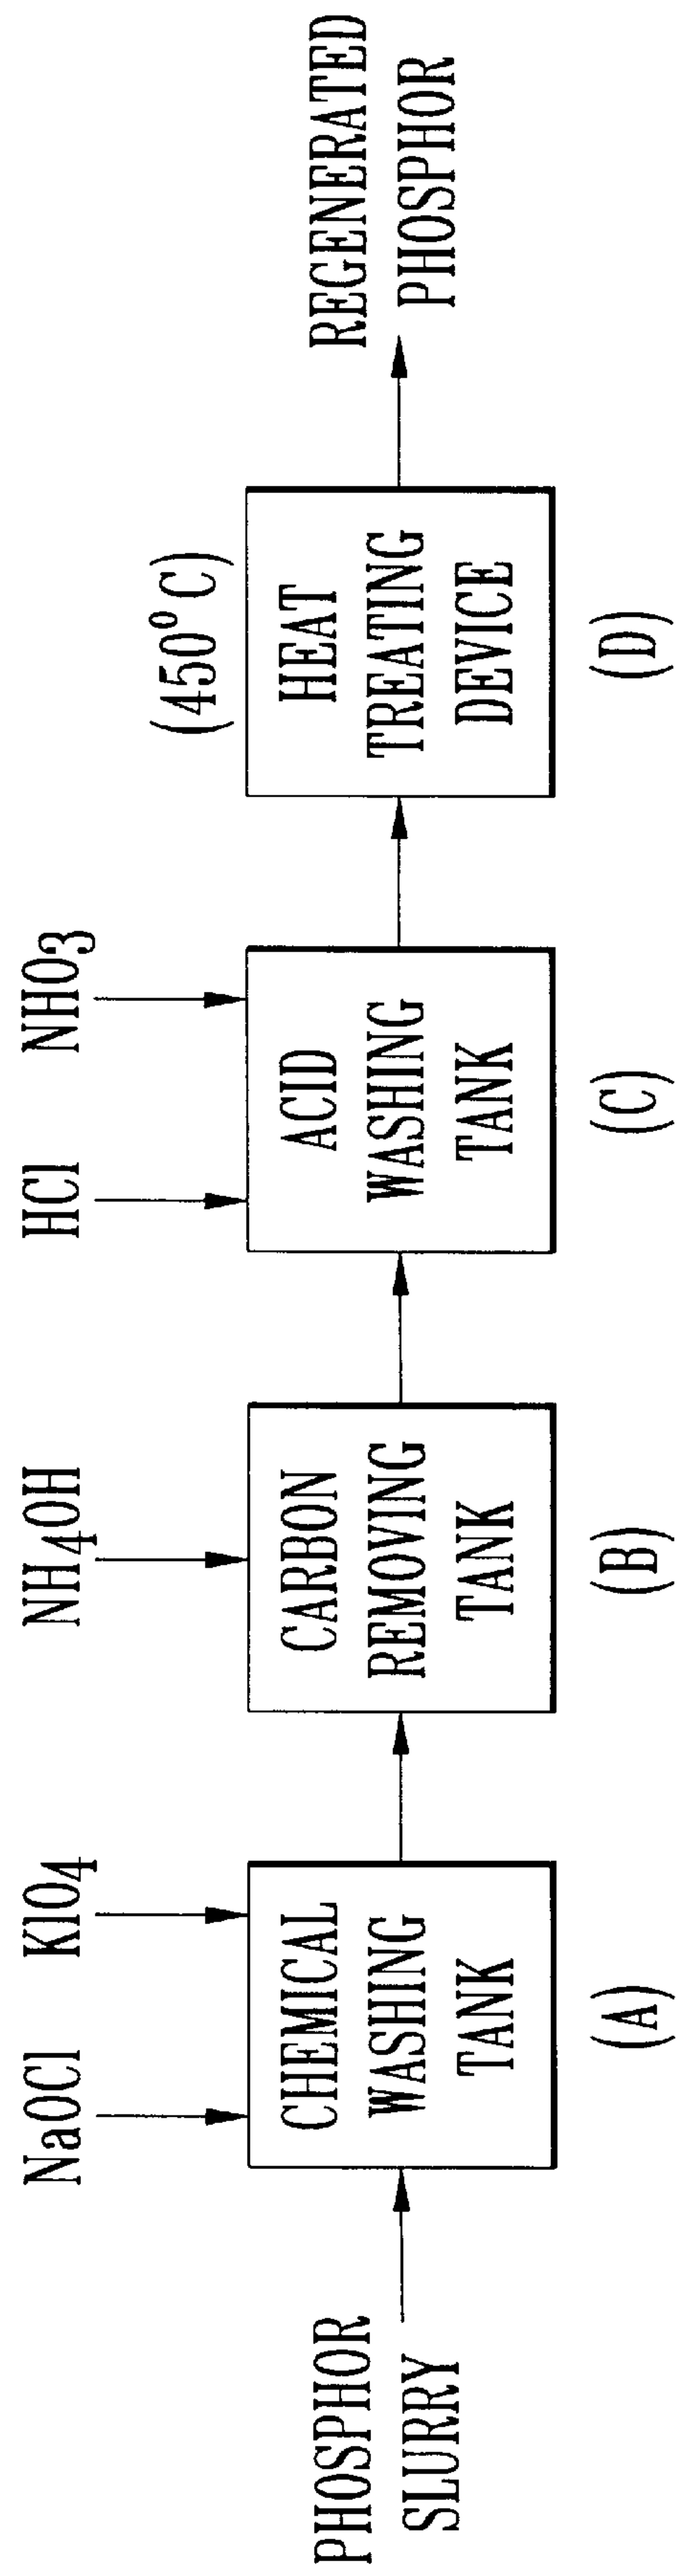 NaOCl
KlO4
NH4OH
HCl
NHO3
(450°C)
PHOSPHOR
SLURRY
CHEMICAL
WASHING
TANK
CARBON
REMOVING
TANK
ACID
WASHING
TANK
HEAT
TREATING
DEVICE
REGENERATED
PHOSPHOR
(A)
(B)
(C)
(D)